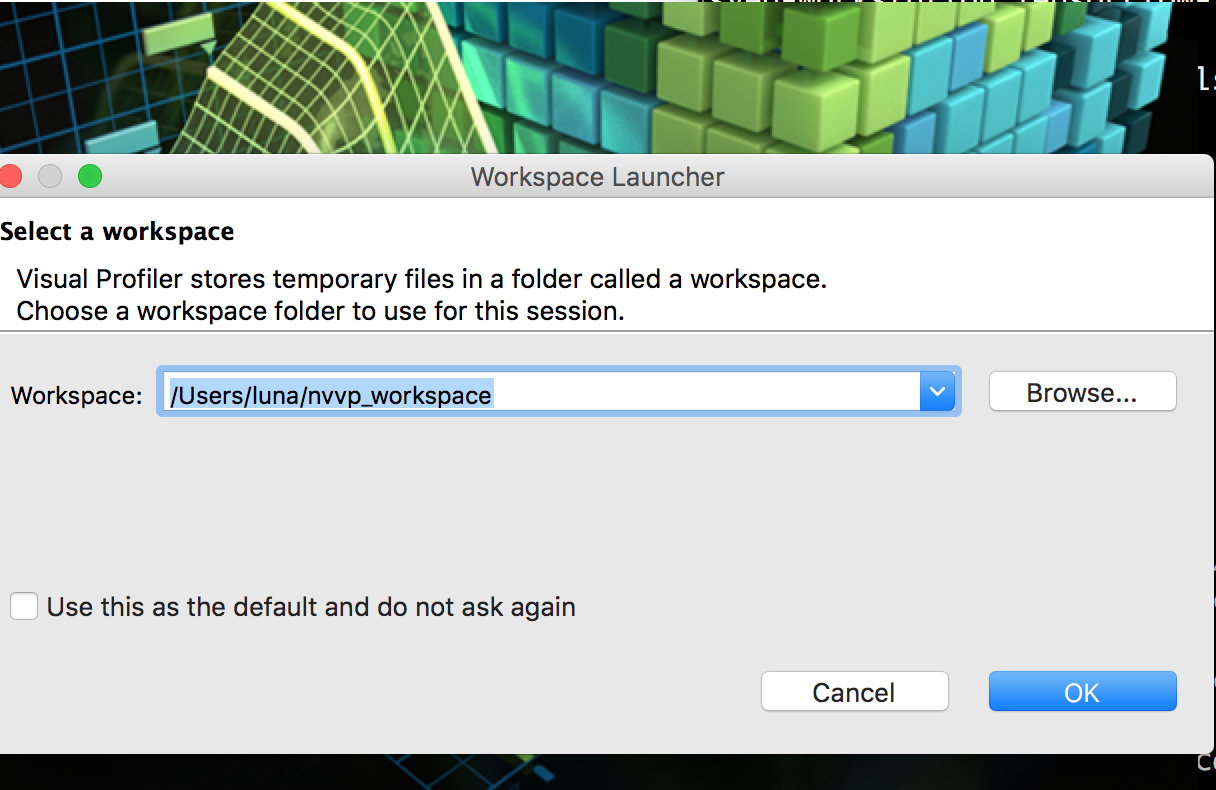 Workspace Launcher
Select a workspace
Visual Profiler stores temporary files in a folder called a workspace.
Choose a workspace folder to use for this session.
Workspace: /Users/luna/nvvp_workspace Browse...
Use this as the default and do not ask again
Cancel OK